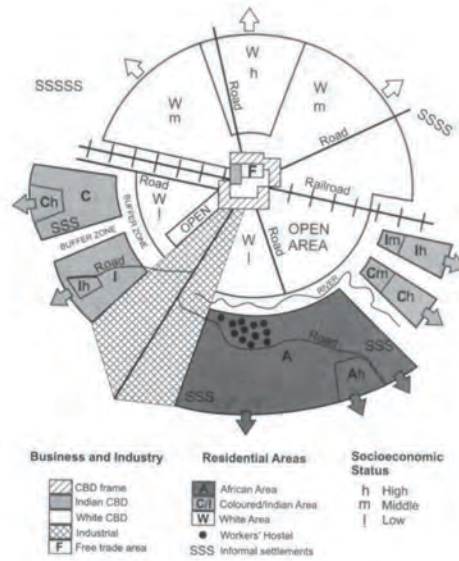 W
h
W
m
W
m
SSSSS
SSSS
Road
Road
F
Railroad
Road
W
l
OPEN
W
l
Road
OPEN
AREA
Ch
C
SSS
BUFFER ZONE
BUFFER ZONE
Road
Ih
I
Im
Ih
Cm
Ch
RIVER
Road
A
SSS
SSS
Ah
Business and Industry
CBD frame
Indian CBD
White CBD
Industrial
F Free trade area
Residential Areas
A African Area
C/I Coloured/Indian Area
W White Area
Workers' Hostel
SSS Informal settlements
Socioeconomic
Status
h High
m Middle
l Low